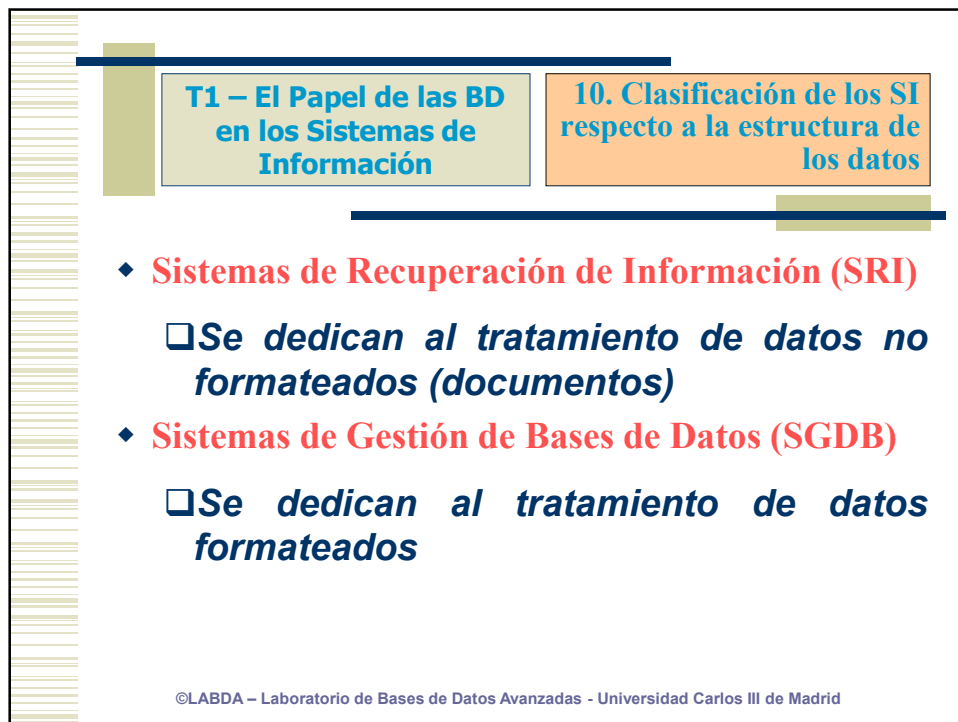 T1 – El Papel de las BD
en los Sistemas de
Información
10. Clasificación de los SI
respecto a la estructura de
los datos
Sistemas de Recuperación de Información (SRI)
Se dedican al tratamiento de datos no
formateados (documentos)
Sistemas de Gestión de Bases de Datos (SGDB)
Se dedican al tratamiento de datos
formateados
©LABDA – Laboratorio de Bases de Datos Avanzadas - Universidad Carlos III de Madrid